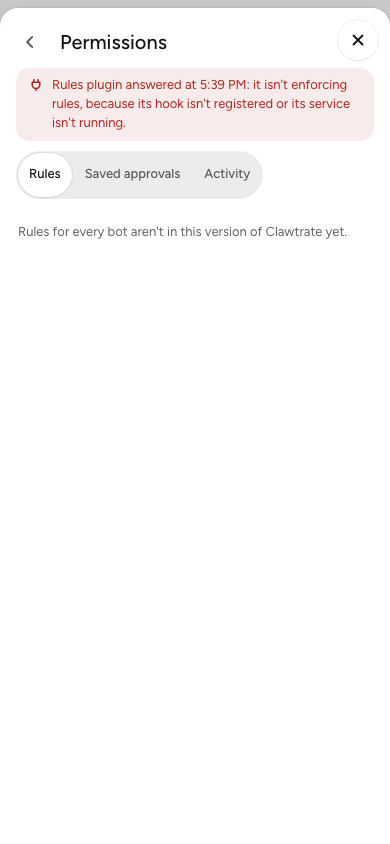 Permissions
Rules plugin answered at 5:39 PM: it isn't enforcing
rules, because its hook isn't registered or its service
isn't running.
Rules
Saved approvals
Activity
Rules for every bot aren't in this version of Clawtrate yet.